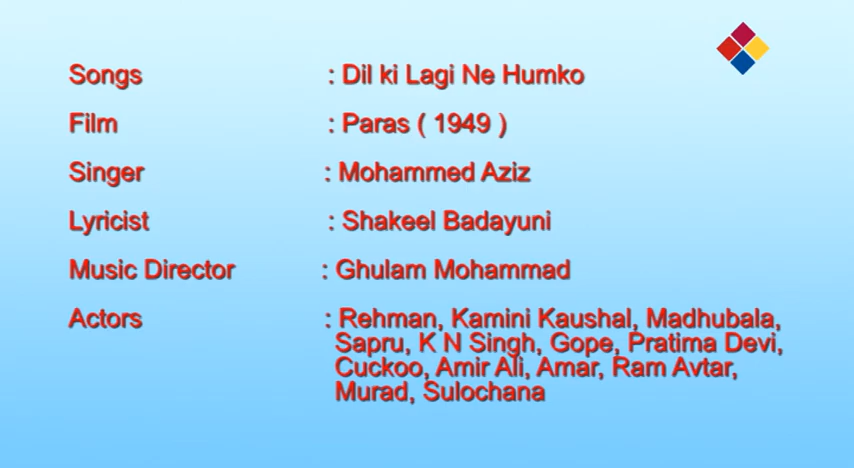 Songs : Dil ki Lagi Ne Humko
Film : Paras ( 1949 )
Singer : Mohammed Aziz
Lyricist : Shakeel Badayuni
Music Director : Ghulam Mohammad
Actors : Rehman, Kamini Kaushal, Madhubala,
Sapru, K N Singh, Gope, Pratima Devi,
Cuckoo, Amir Ali, Amar, Ram Avtar,
Murad, Sulochana